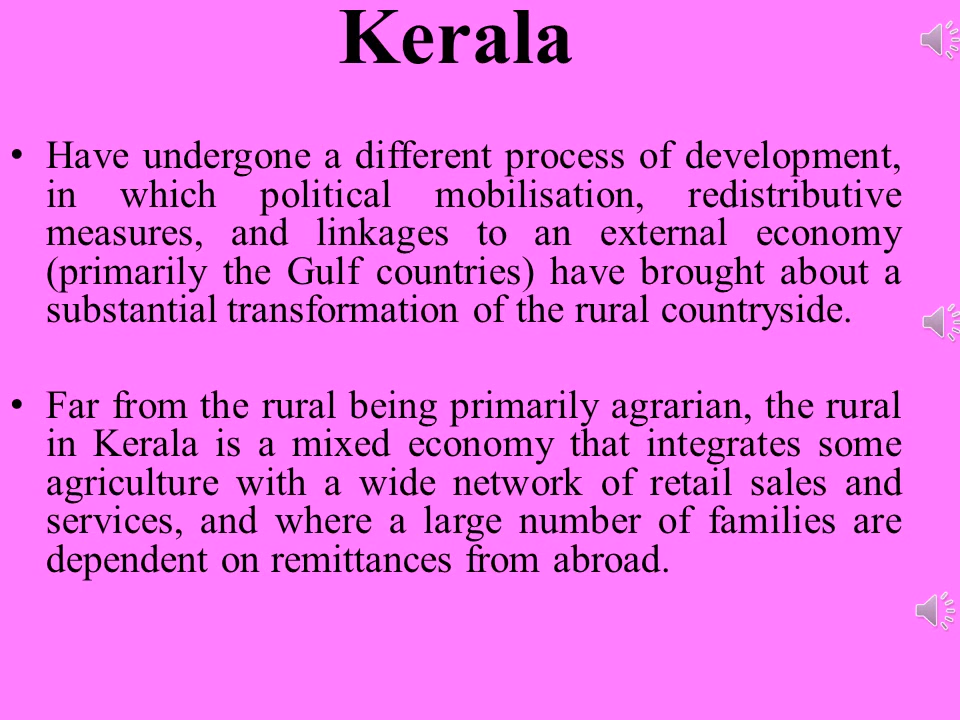 Kerala
• Have undergone a different process of development,
in which political mobilisation, redistributive
measures, and linkages to an external economy
(primarily the Gulf countries) have brought about a
substantial transformation of the rural countryside.
• Far from the rural being primarily agrarian, the rural
in Kerala is a mixed economy that integrates some
agriculture with a wide network of retail sales and
services, and where a large number of families are
dependent on remittances from abroad.